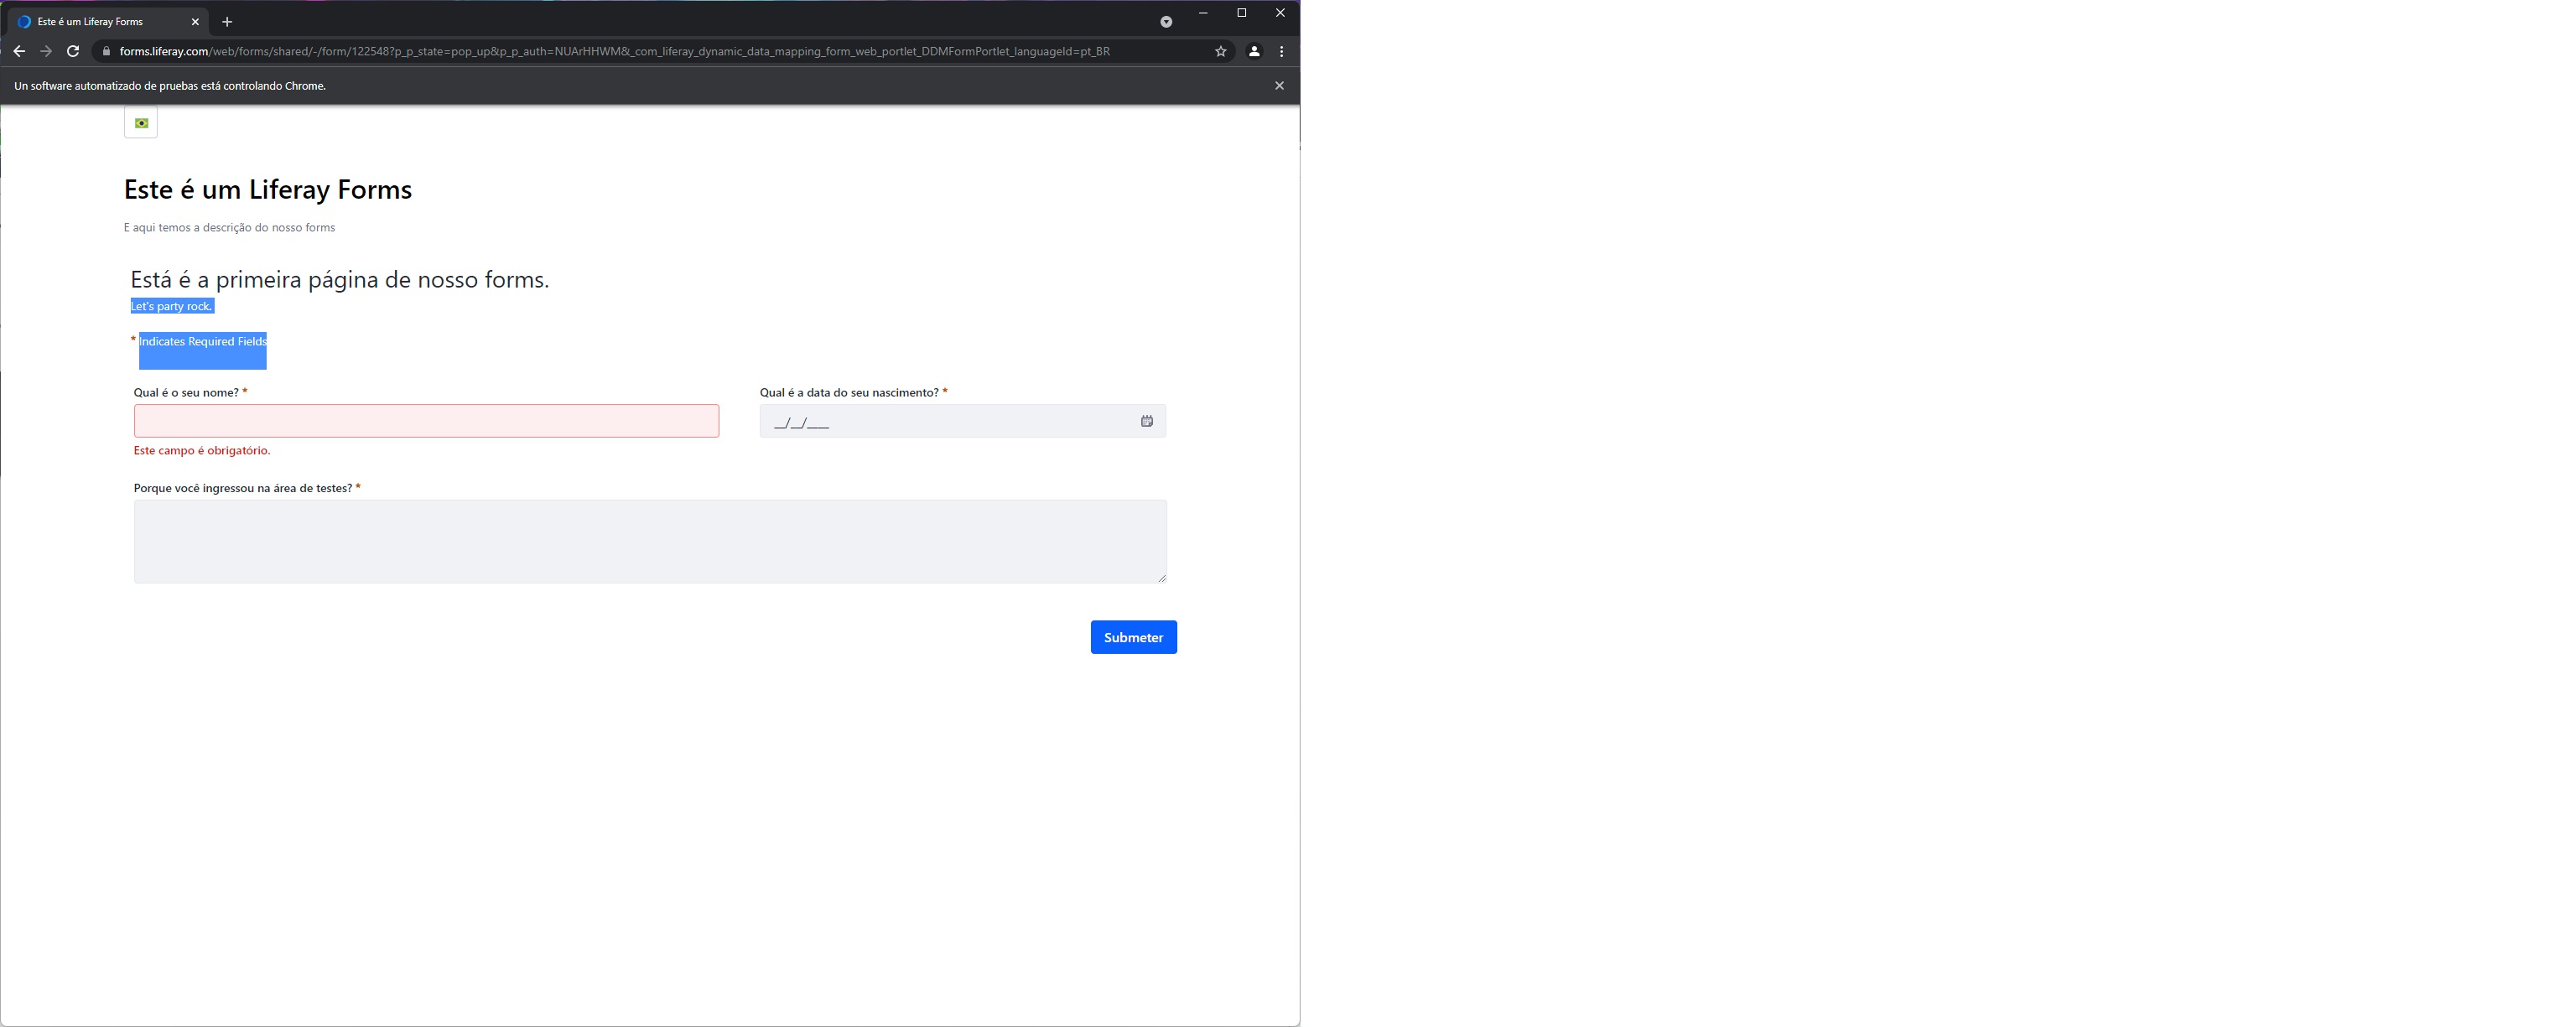 Este é um Liferay Forms
forms.liferay.com/web/forms/shared/-/form/122548?p_p_state=pop_up&p_p_auth=NUArHHWM&_com_liferay_dynamic_data_mapping_form_web_portlet_DDMFormPortlet_languageId=pt_BR
Un software automatizado de pruebas está controlando Chrome.
Este é um Liferay Forms
E aqui temos a descrição do nosso forms
Está é a primeira página de nosso forms.
Let's party rock.
* Indicates Required Fields
Qual é o seu nome? *
Qual é a data do seu nascimento? *
__/__/____
Este campo é obrigatório.
Porque você ingressou na área de testes? *
Submeter